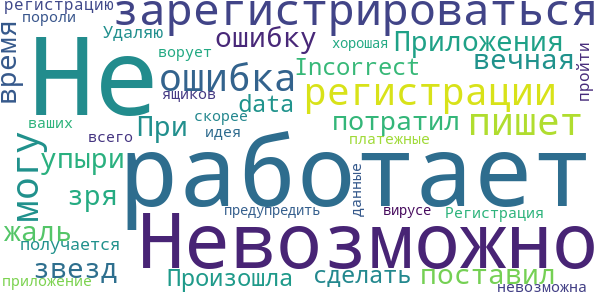 регистрацию
зарегистрироваться
пороли
Удаляю
ошибку
хорошая
Приложения
время
Не
ворует
вечная
пройти
ошибка
Incorrect
ящиков
data
регистрации
ваших
скорее
При
потратил
пишет
всего
идея
платежные
могу
упыри
работает
зря
данные
предупредить
вирусе
Регистрация
жаль
Невозможно
получается
звезд
Произошла
сделать
поставил
приложение
невозможна